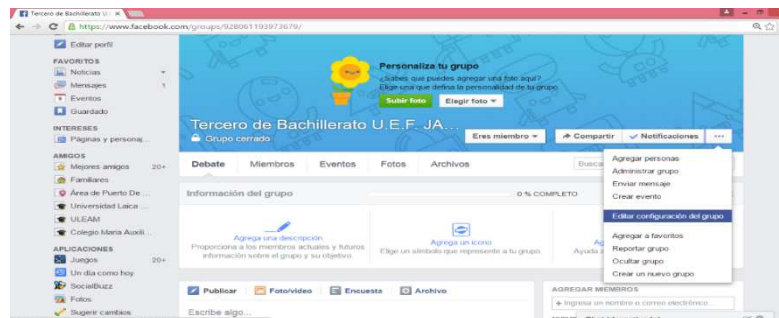 Tercero de Bachillerato U.
https://www.facebook.com/groups/928061193973679/
Editar perfil
FAVORITOS
Noticias
Mensajes 1
Eventos
Guardado
INTERESES
Páginas y personaj...
AMIGOS
Mejores amigos 20+
Familiares
Área de Puerto De ...
Universidad Laica ...
ULEAM
Colegio Maria Auxili...
APLICACIONES
Juegos 20+
Un día como hoy
SocialBuzz
Fotos
Sugerir cambios
Personaliza tu grupo
¿Sabes que puedes agregar una foto aquí?
Elige una que defina la personalidad de tu grupo
Subir foto Elegir foto
Tercero de Bachillerato U.E.F. JA...
Grupo cerrado
Eres miembro Compartir Notificaciones ...
Debate Miembros Eventos Fotos Archivos Busca
Agregar personas
Administrar grupo
Enviar mensaje
Crear evento
Editar configuración del grupo
Agregar a favoritos
Reportar grupo
Ocultar grupo
Crear un nuevo grupo
Información del grupo 0 % COMPLETO
Agrega una descripción
Proporciona a los miembros actuales y futuros
información sobre el grupo y su objetivo.
Agrega un icono
Elige un símbolo que represente a tu grupo.
Ag
Ayuda a
Publicar Foto/video Encuesta Archivo
Escribe algo...
AGREGAR MIEMBROS
+ Ingresa un nombre o correo electrónico...